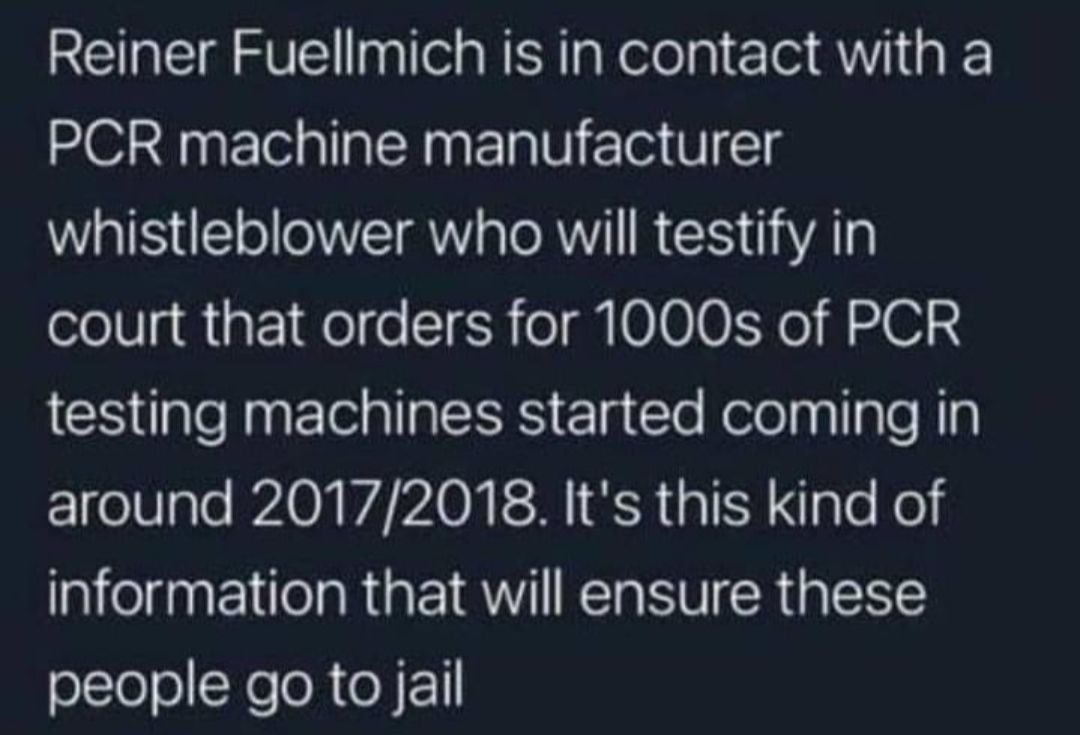 Reiner Fuellmich is in contact with a
PCR machine manufacturer
whistleblower who will testify in
court that orders for 1000s of PCR
testing machines started coming in
around 2017/2018. It's this kind of
information that will ensure these
people go to jail